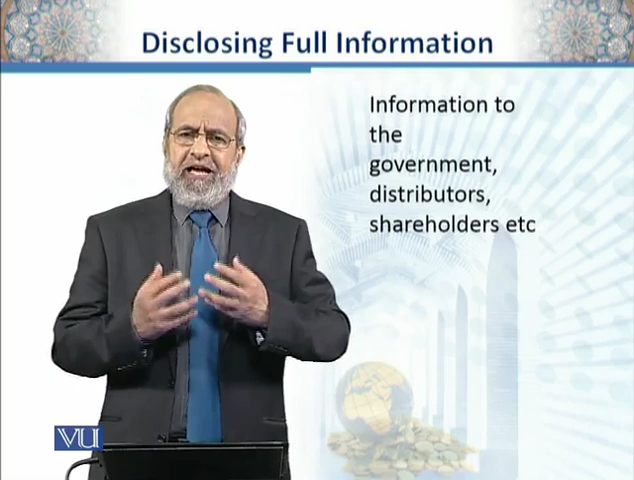 Disclosing Full Information
Information to
the
government,
distributors,
shareholders etc
VU